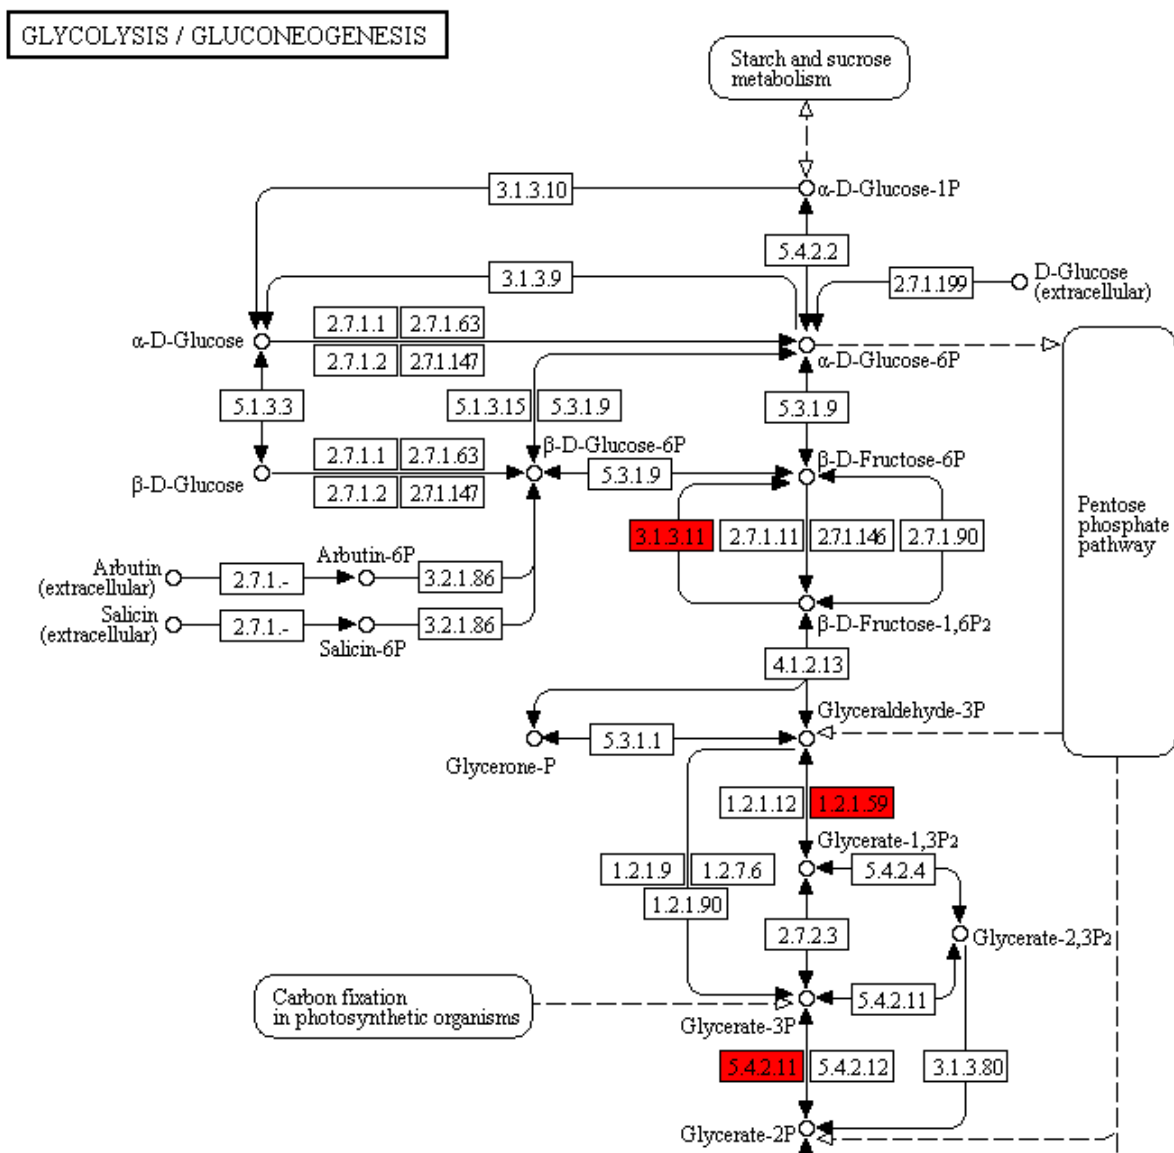 GLYCOLYSIS / GLUCONEOGENESIS
Starch and sucrose
metabolism
3.1.3.10
α-D-Glucose-1P
5.4.2.2
3.1.3.9
2.7.1.199
D-Glucose
(extracellular)
α-D-Glucose
2.7.1.1
2.7.1.63
2.7.1.2
2.7.1.147
α-D-Glucose-6P
5.1.3.3
5.1.3.15
5.3.1.9
5.3.1.9
β-D-Glucose
2.7.1.1
2.7.1.63
2.7.1.2
2.7.1.147
β-D-Glucose-6P
5.3.1.9
β-D-Fructose-6P
Pentose
phosphate
pathway
3.1.3.11
2.7.1.11
2.7.1.146
2.7.1.90
Arbutin
(extracellular)
2.7.1.-
Arbutin-6P
3.2.1.86
Salicin
(extracellular)
2.7.1.-
Salicin-6P
3.2.1.86
β-D-Fructose-1,6P2
4.1.2.13
Glyceraldehyde-3P
Glycerone-P
5.3.1.1
1.2.1.12
1.2.1.59
Glycerate-1,3P2
1.2.1.9
1.2.7.6
1.2.1.90
5.4.2.4
2.7.2.3
Glycerate-2,3P2
Carbon fixation
in photosynthetic organisms
5.4.2.11
Glycerate-3P
5.4.2.11
5.4.2.12
3.1.3.80
Glycerate-2P